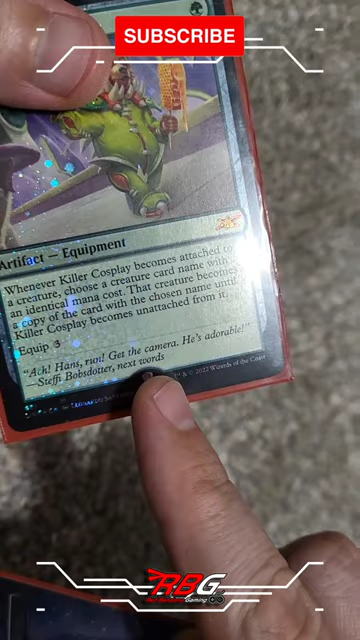 SUBSCRIBE
Artifact — Equipment
Whenever Killer Cosplay becomes attached to
a creature, choose a creature card name with
an identical mana cost. That creature becomes
a copy of the card with the chosen name until
Killer Cosplay becomes unattached from it.
Equip 3
"Ach! Hans, run! Get the camera. He's adorable!"
—Steffi Bobsdotter, next words
& © 2022 Wizards of the Coast
RBG
Gaming